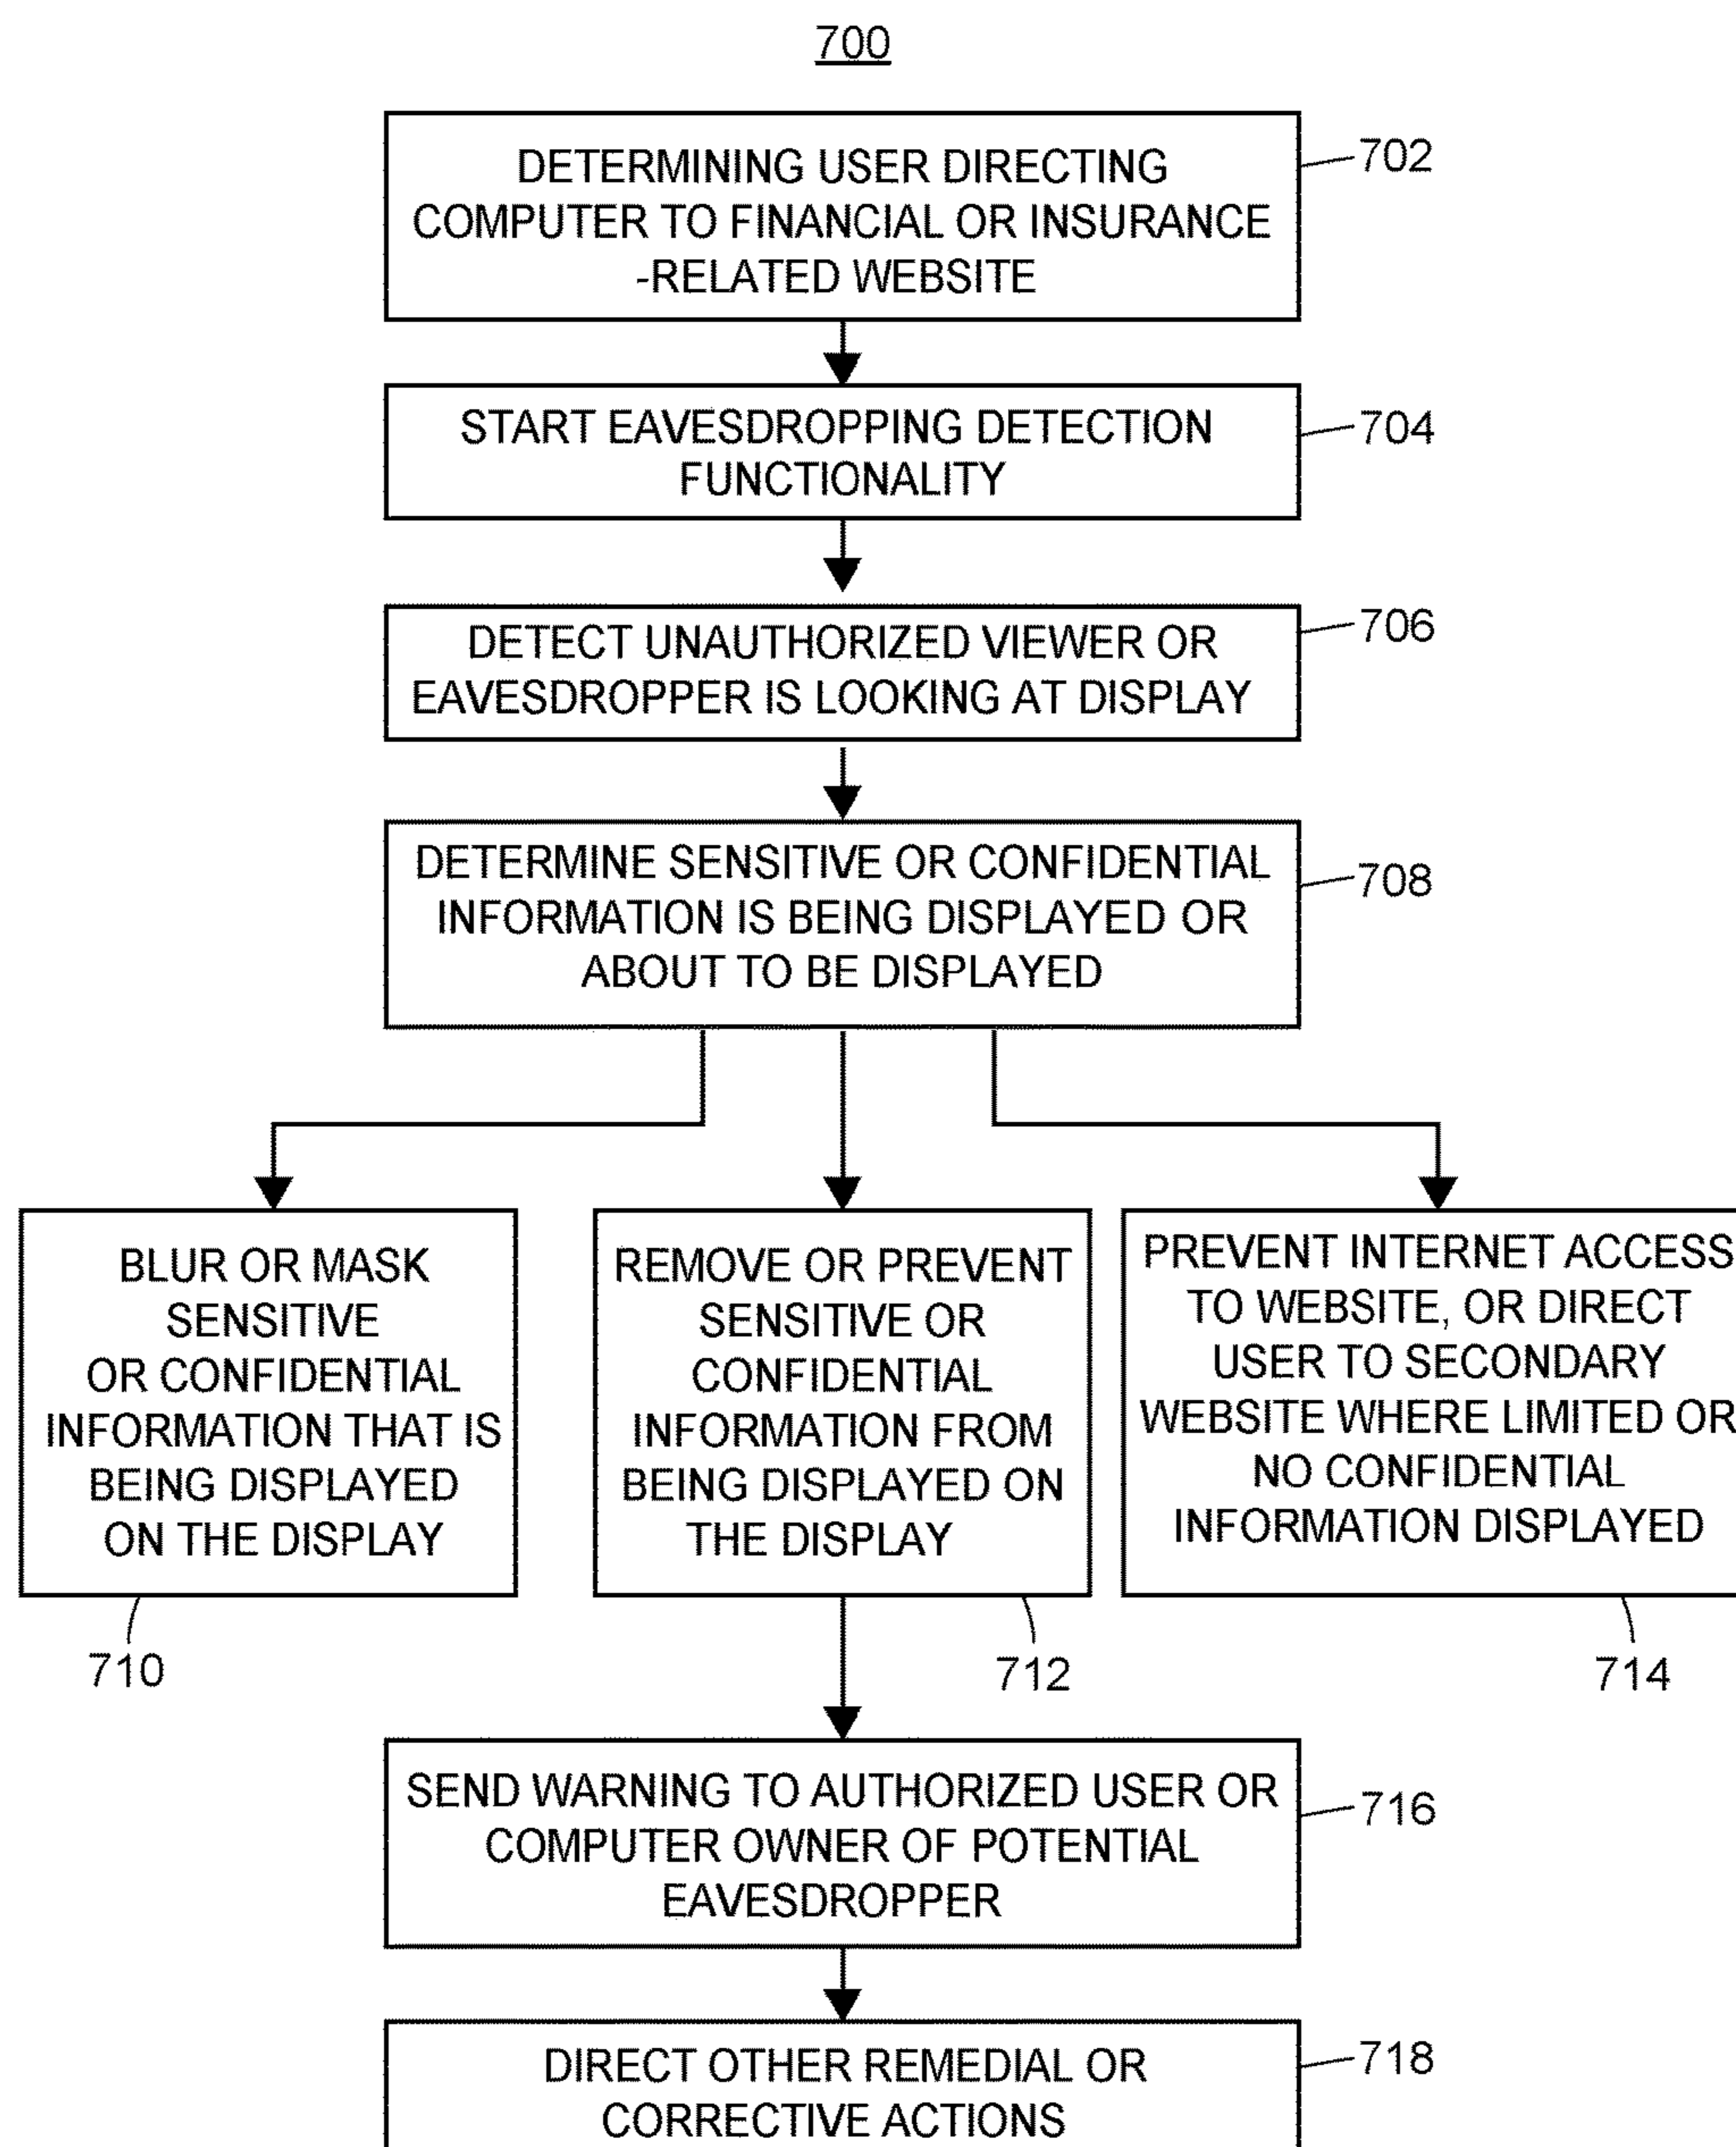 700
DETERMINING USER DIRECTING
COMPUTER TO FINANCIAL OR INSURANCE
-RELATED WEBSITE
702
START EAVESDROPPING DETECTION
FUNCTIONALITY
704
DETECT UNAUTHORIZED VIEWER OR
EAVESDROPPER IS LOOKING AT DISPLAY
706
DETERMINE SENSITIVE OR CONFIDENTIAL
INFORMATION IS BEING DISPLAYED OR
ABOUT TO BE DISPLAYED
708
BLUR OR MASK
SENSITIVE
OR CONFIDENTIAL
INFORMATION THAT IS
BEING DISPLAYED
ON THE DISPLAY
710
REMOVE OR PREVENT
SENSITIVE OR
CONFIDENTIAL
INFORMATION FROM
BEING DISPLAYED ON
THE DISPLAY
712
PREVENT INTERNET ACCESS
TO WEBSITE, OR DIRECT
USER TO SECONDARY
WEBSITE WHERE LIMITED OR
NO CONFIDENTIAL
INFORMATION DISPLAYED
714
SEND WARNING TO AUTHORIZED USER OR
COMPUTER OWNER OF POTENTIAL
EAVESDROPPER
716
DIRECT OTHER REMEDIAL OR
CORRECTIVE ACTIONS
718